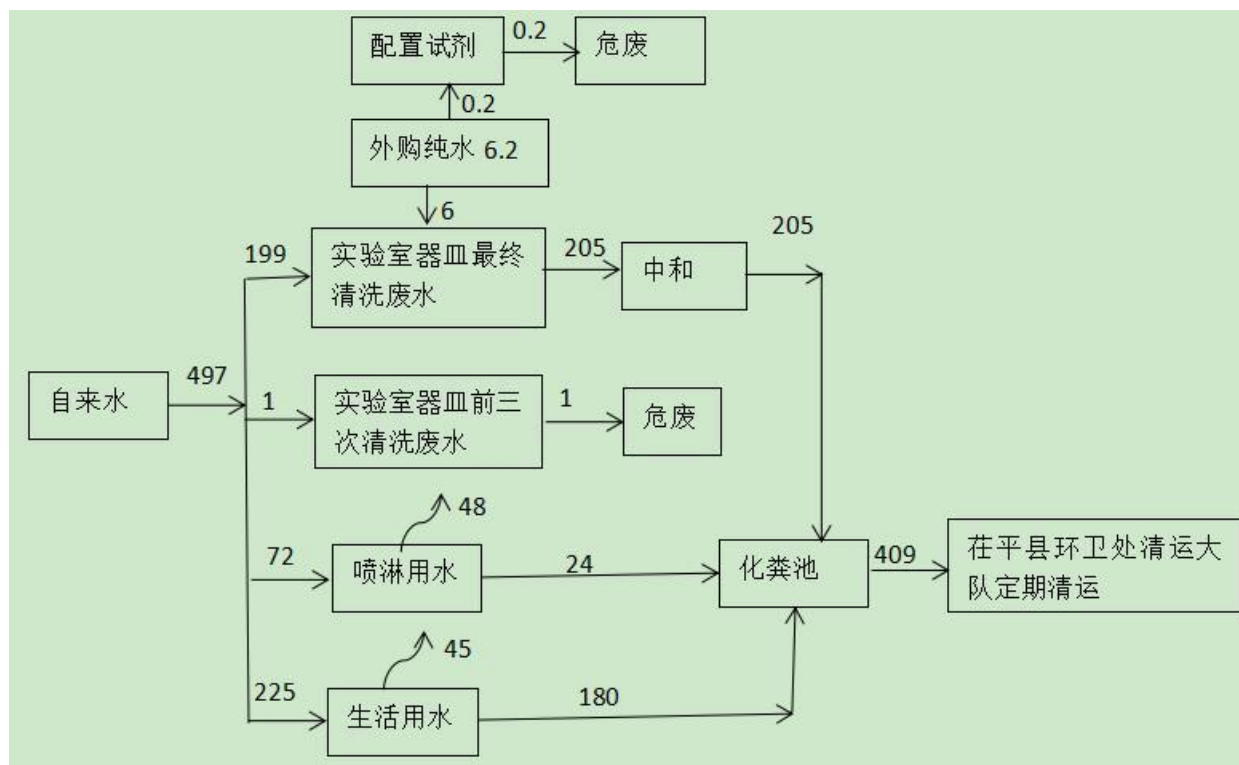 配置试剂
0.2
危废
0.2
外购纯水 6.2
6
199
实验室器皿最终
清洗废水
205
中和
205
自来水
497
1
实验室器皿前三
次清洗废水
1
危废
48
72
喷淋用水
24
化粪池
409
茌平县环卫处清运大
队定期清运
45
225
生活用水
180